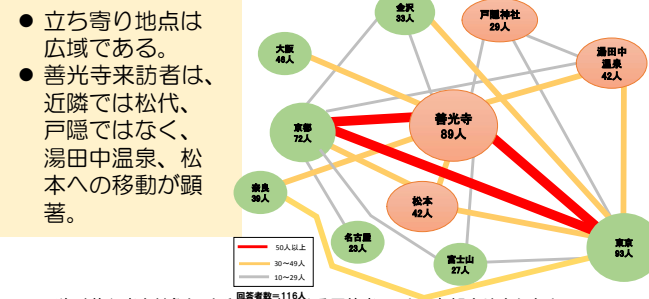 ● 立ち寄り地点は
広域である。
● 善光寺来訪者は、
近隣では松代、
戸隠ではなく、
湯田中温泉、松
本への移動が顕
著。
金沢
33人
戸隠神社
29人
大阪
46人
湯田中
温泉
42人
善光寺
89人
京都
72人
奈良
39人
松本
42人
名古屋
23人
富士山
27人
東京
93人
50人以上
30～49人
10～29人
回答者数=116人